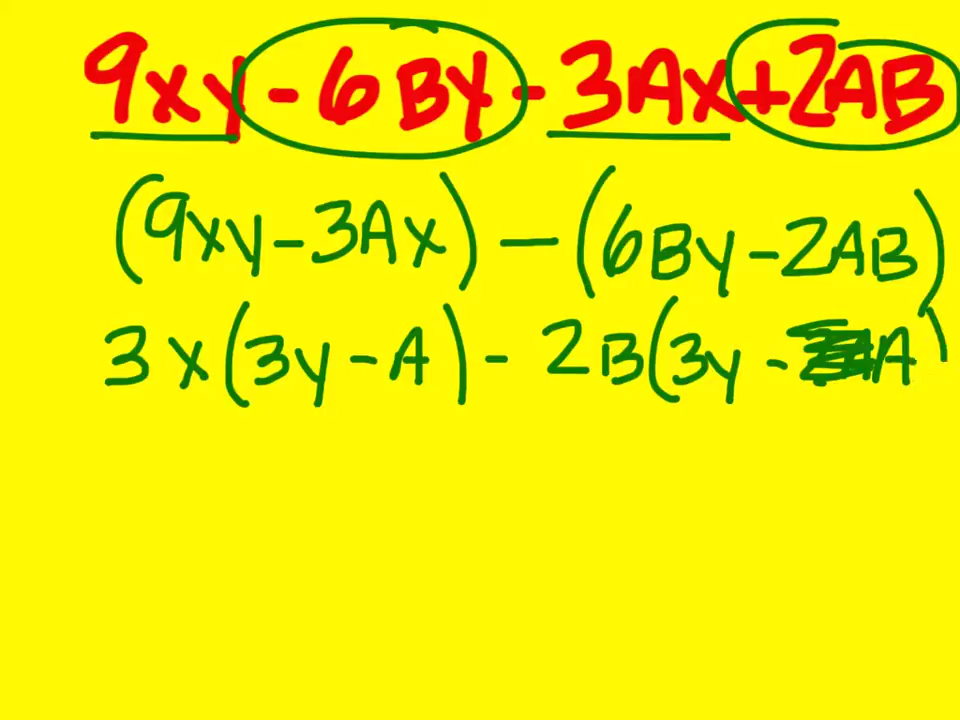 9xy - 6By - 3Ax + 2AB
(9xy - 3Ax) - (6By - 2AB)
3x(3y - A) - 2B(3y - A)